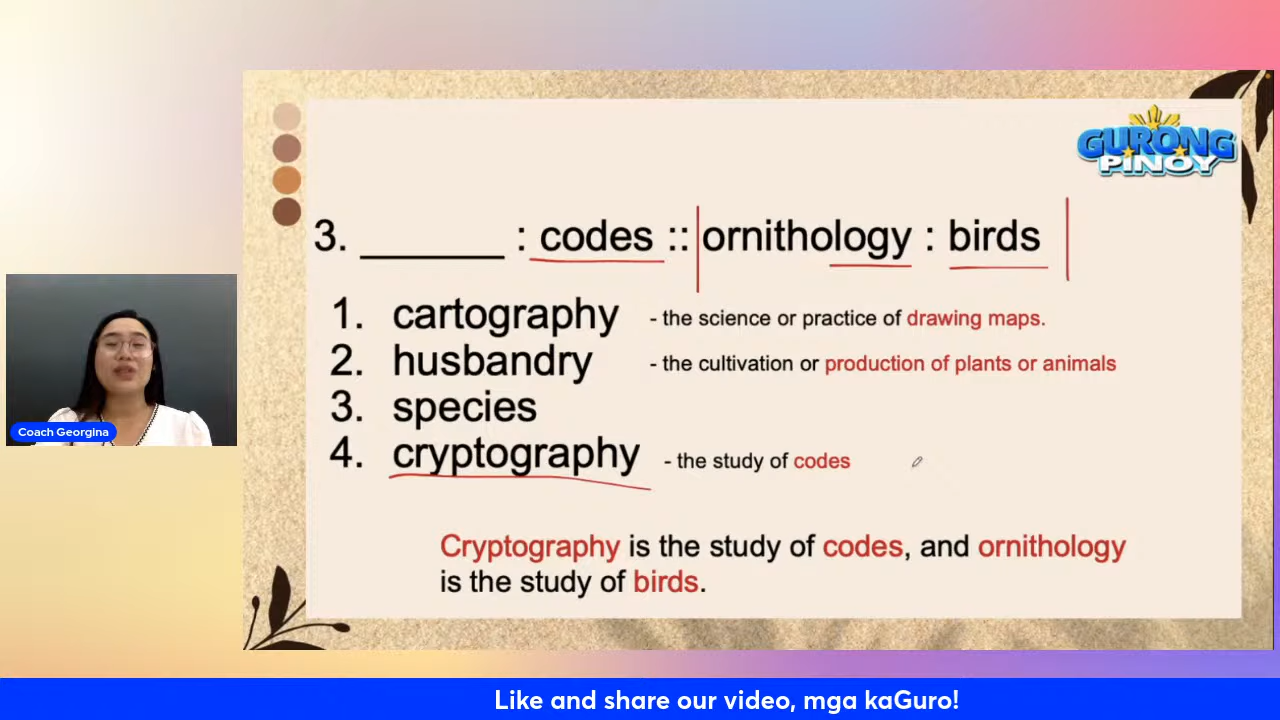 GURONG
PINOY
3. _______ : codes :: ornithology : birds
1. cartography - the science or practice of drawing maps.
2. husbandry - the cultivation or production of plants or animals
3. species
4. cryptography - the study of codes
Coach Georgina
Cryptography is the study of codes, and ornithology
is the study of birds.
Like and share our video, mga kaGuro!